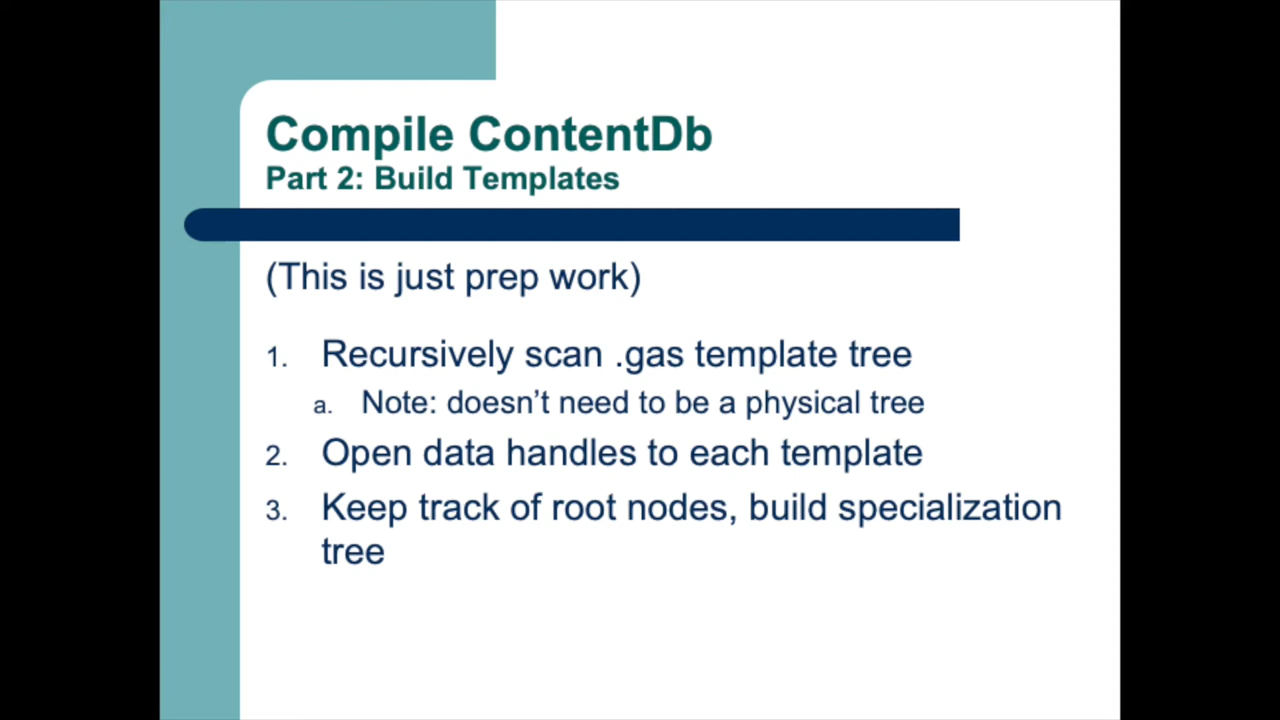 Compile ContentDb
Part 2: Build Templates
(This is just prep work)
1. Recursively scan .gas template tree
a. Note: doesn’t need to be a physical tree
2. Open data handles to each template
3. Keep track of root nodes, build specialization
tree